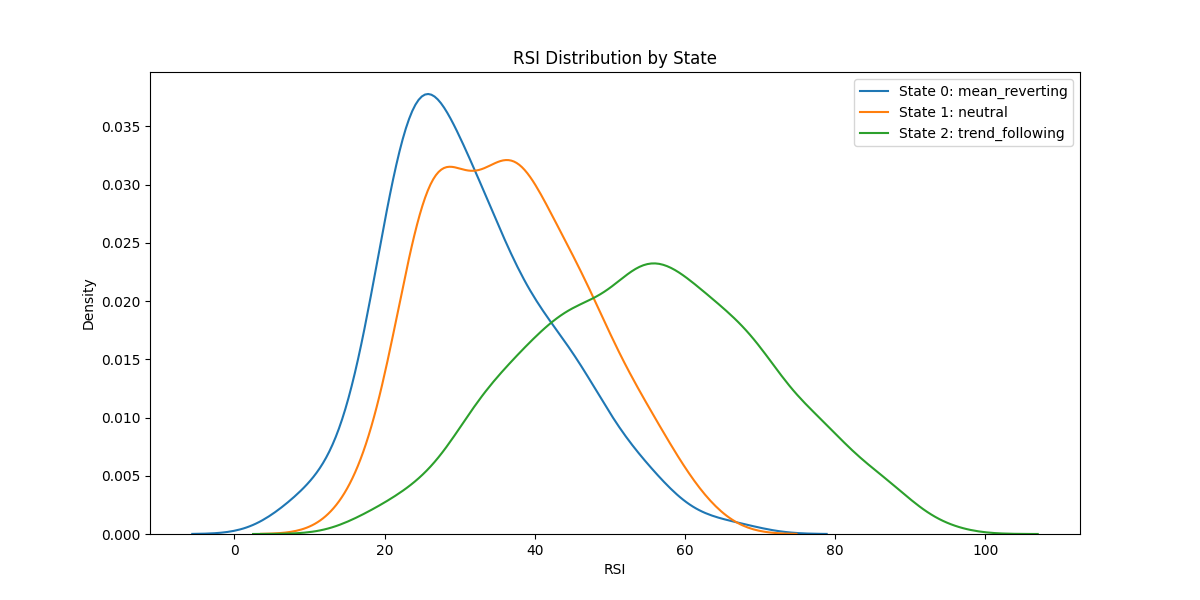 RSI Distribution by State
State 0: mean_reverting
State 1: neutral
State 2: trend_following
Density
0.035
0.030
0.025
0.020
0.015
0.010
0.005
0.000
0 20 40 60 80 100
RSI